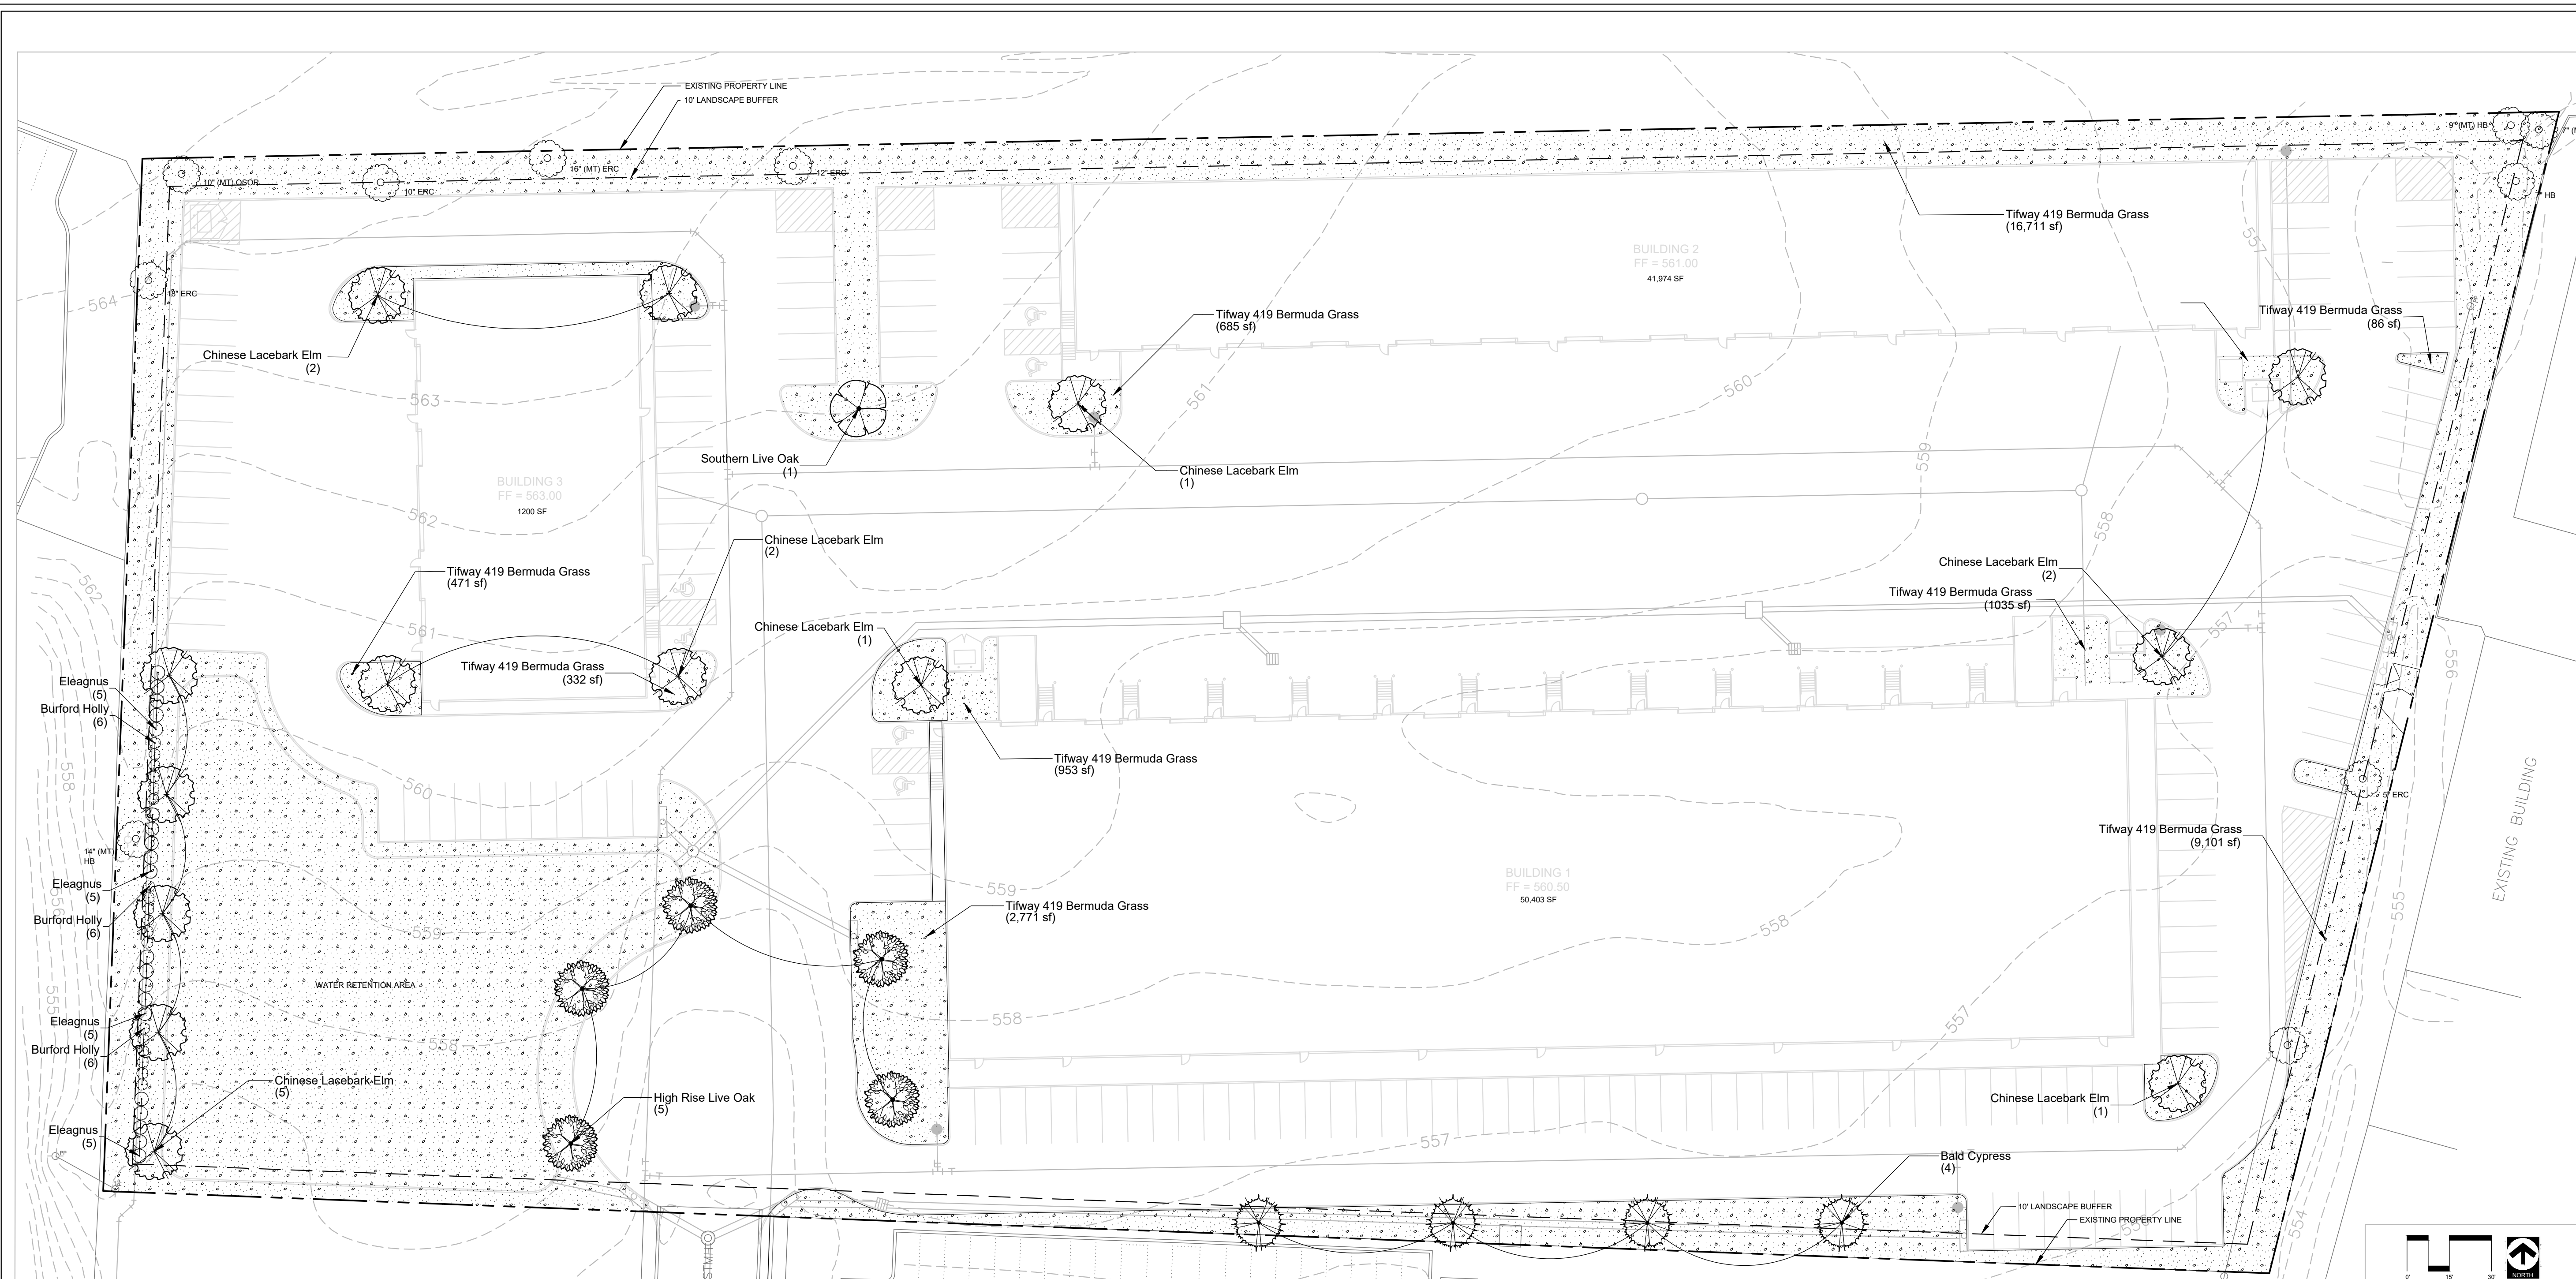 EXISTING PROPERTY LINE
10' LANDSCAPE BUFFER
9" (MT) HB
10" (MT) OSOR
10" ERC
16" (MT) ERC
12" ERC
HB
Tifway 419 Bermuda Grass
(16,711 sf)
BUILDING 2
FF = 561.00
41,974 SF
557
564
18" ERC
Tifway 419 Bermuda Grass
(685 sf)
Tifway 419 Bermuda Grass
(86 sf)
Chinese Lacebark Elm
(2)
563
561
560
559
Southern Live Oak
(1)
Chinese Lacebark Elm
(1)
BUILDING 3
FF = 563.00
1200 SF
562
558
Chinese Lacebark Elm
(2)
Tifway 419 Bermuda Grass
(471 sf)
Chinese Lacebark Elm
(2)
Tifway 419 Bermuda Grass
(1035 sf)
562
561
Chinese Lacebark Elm
(1)
557
556
Tifway 419 Bermuda Grass
(332 sf)
Eleagnus
(5)
Burford Holly
(6)
Tifway 419 Bermuda Grass
(953 sf)
558
560
5" ERC
EXISTING BUILDING
Tifway 419 Bermuda Grass
(9,101 sf)
14" (MT)
HB
Eleagnus
(5)
Burford Holly
(6)
556
559
559
BUILDING 1
FF = 560.50
50,403 SF
Tifway 419 Bermuda Grass
(2,771 sf)
558
555
WATER RETENTION AREA
555
Eleagnus
(5)
Burford Holly
(6)
558
558
557
Chinese Lacebark Elm
(5)
High Rise Live Oak
(5)
Chinese Lacebark Elm
(1)
Eleagnus
(5)
557
PP
Bald Cypress
(4)
10' LANDSCAPE BUFFER
EXISTING PROPERTY LINE
554
0'
15'
30'
NORTH